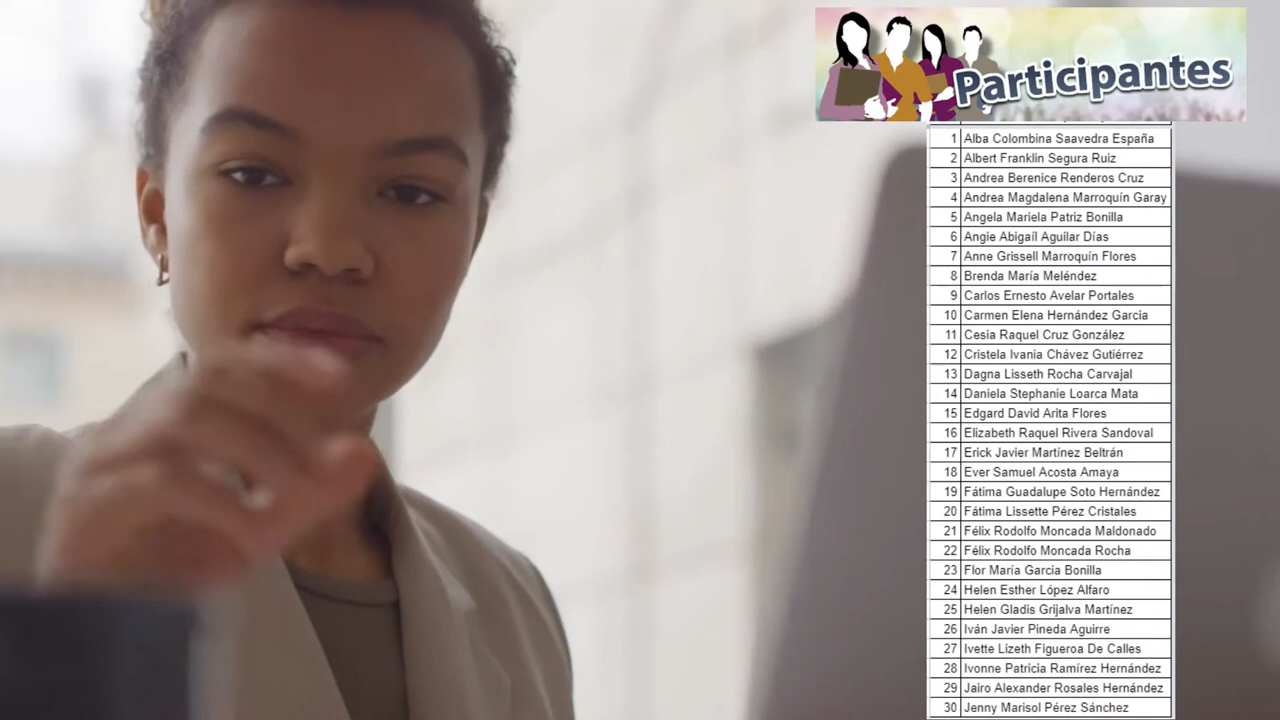 Participantes
1 Alba Colombina Saavedra España
2 Albert Franklin Segura Ruiz
3 Andrea Berenice Renderos Cruz
4 Andrea Magdalena Marroquín Garay
5 Angela Mariela Patriz Bonilla
6 Angie Abigaíl Aguilar Días
7 Anne Grissell Marroquín Flores
8 Brenda María Meléndez
9 Carlos Ernesto Avelar Portales
10 Carmen Elena Hernández Garcia
11 Cesia Raquel Cruz González
12 Cristela Ivania Chávez Gutiérrez
13 Dagna Lisseth Rocha Carvajal
14 Daniela Stephanie Loarca Mata
15 Edgard David Arita Flores
16 Elizabeth Raquel Rivera Sandoval
17 Erick Javier Martínez Beltrán
18 Ever Samuel Acosta Amaya
19 Fátima Guadalupe Soto Hernández
20 Fátima Lissette Pérez Cristales
21 Félix Rodolfo Moncada Maldonado
22 Félix Rodolfo Moncada Rocha
23 Flor María Garcia Bonilla
24 Helen Esther López Alfaro
25 Helen Gladis Grijalva Martínez
26 Iván Javier Pineda Aguirre
27 Ivette Lizeth Figueroa De Calles
28 Ivonne Patricia Ramírez Hernández
29 Jairo Alexander Rosales Hernández
30 Jenny Marisol Pérez Sánchez